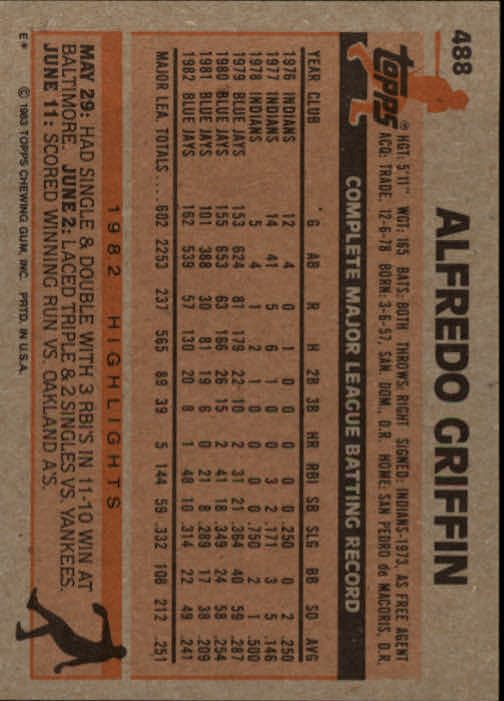 488
ALFREDO GRIFFIN
topps®
HGT: 5'11" WGT: 165 BATS: BOTH THROWS: RIGHT SIGNED: INDIANS-1973, AS FREE AGENT
ACQ: TRADE, 12-6-78 BORN: 3-6-57, SAN. DOM., D.R. HOME: SAN PEDRO de MACORIS, D.R.
COMPLETE MAJOR LEAGUE BATTING RECORD
YEAR CLUB G AB R H 2B 3B HR RBI SB SLG BB SO AVG
1976 INDIANS 12 4 0 1 0 0 0 0 0 .250 0 2 .250
1977 INDIANS 14 41 5 6 1 0 0 3 2 .171 3 5 .146
1978 INDIANS 5 4 1 2 1 0 0 0 0 .750 2 1 .500
1979 BLUE JAYS 153 624 81 179 22 10 2 31 21 .364 40 59 .287
1980 BLUE JAYS 155 653 63 166 26 15 2 41 18 .349 24 58 .254
1981 BLUE JAYS 101 388 30 81 19 6 0 21 8 .289 17 38 .209
1982 BLUE JAYS 162 539 57 130 20 8 1 48 10 .314 22 49 .241
MAJOR LEA. TOTALS ... 602 2253 237 565 89 39 5 144 59 .332 108 212 .251
1982 HIGHLIGHTS
MAY 29: HAD SINGLE & DOUBLE WITH 3 RBI'S IN 11-10 WIN AT
BALTIMORE. JUNE 2: LACED TRIPLE & 2 SINGLES VS. YANKEES.
JUNE 11: SCORED WINNING RUN VS. OAKLAND A'S.
E* © 1983 TOPPS CHEWING GUM, INC. PRTD. IN U.S.A.